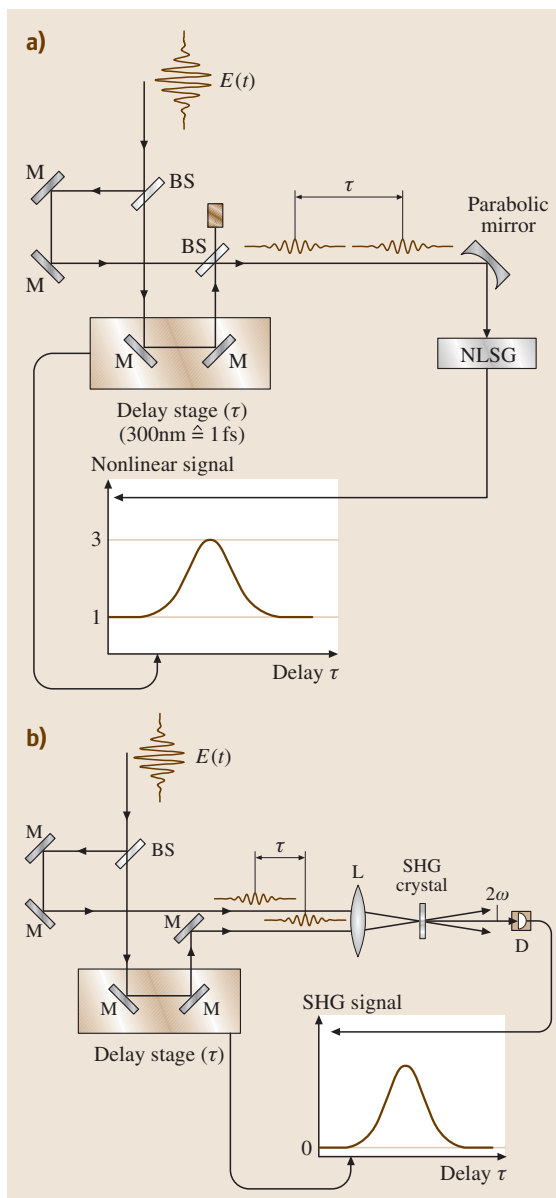 a)
E(t)
M
BS
τ
Parabolic
mirror
BS
M
M
M
NLSG
Delay stage (τ)
(300nm ≙ 1fs)
Nonlinear signal
3
1
Delay τ
b)
E(t)
M
BS
τ
L
SHG
crystal
2ω
M
M
D
M
M
SHG signal
Delay stage (τ)
0
Delay τ